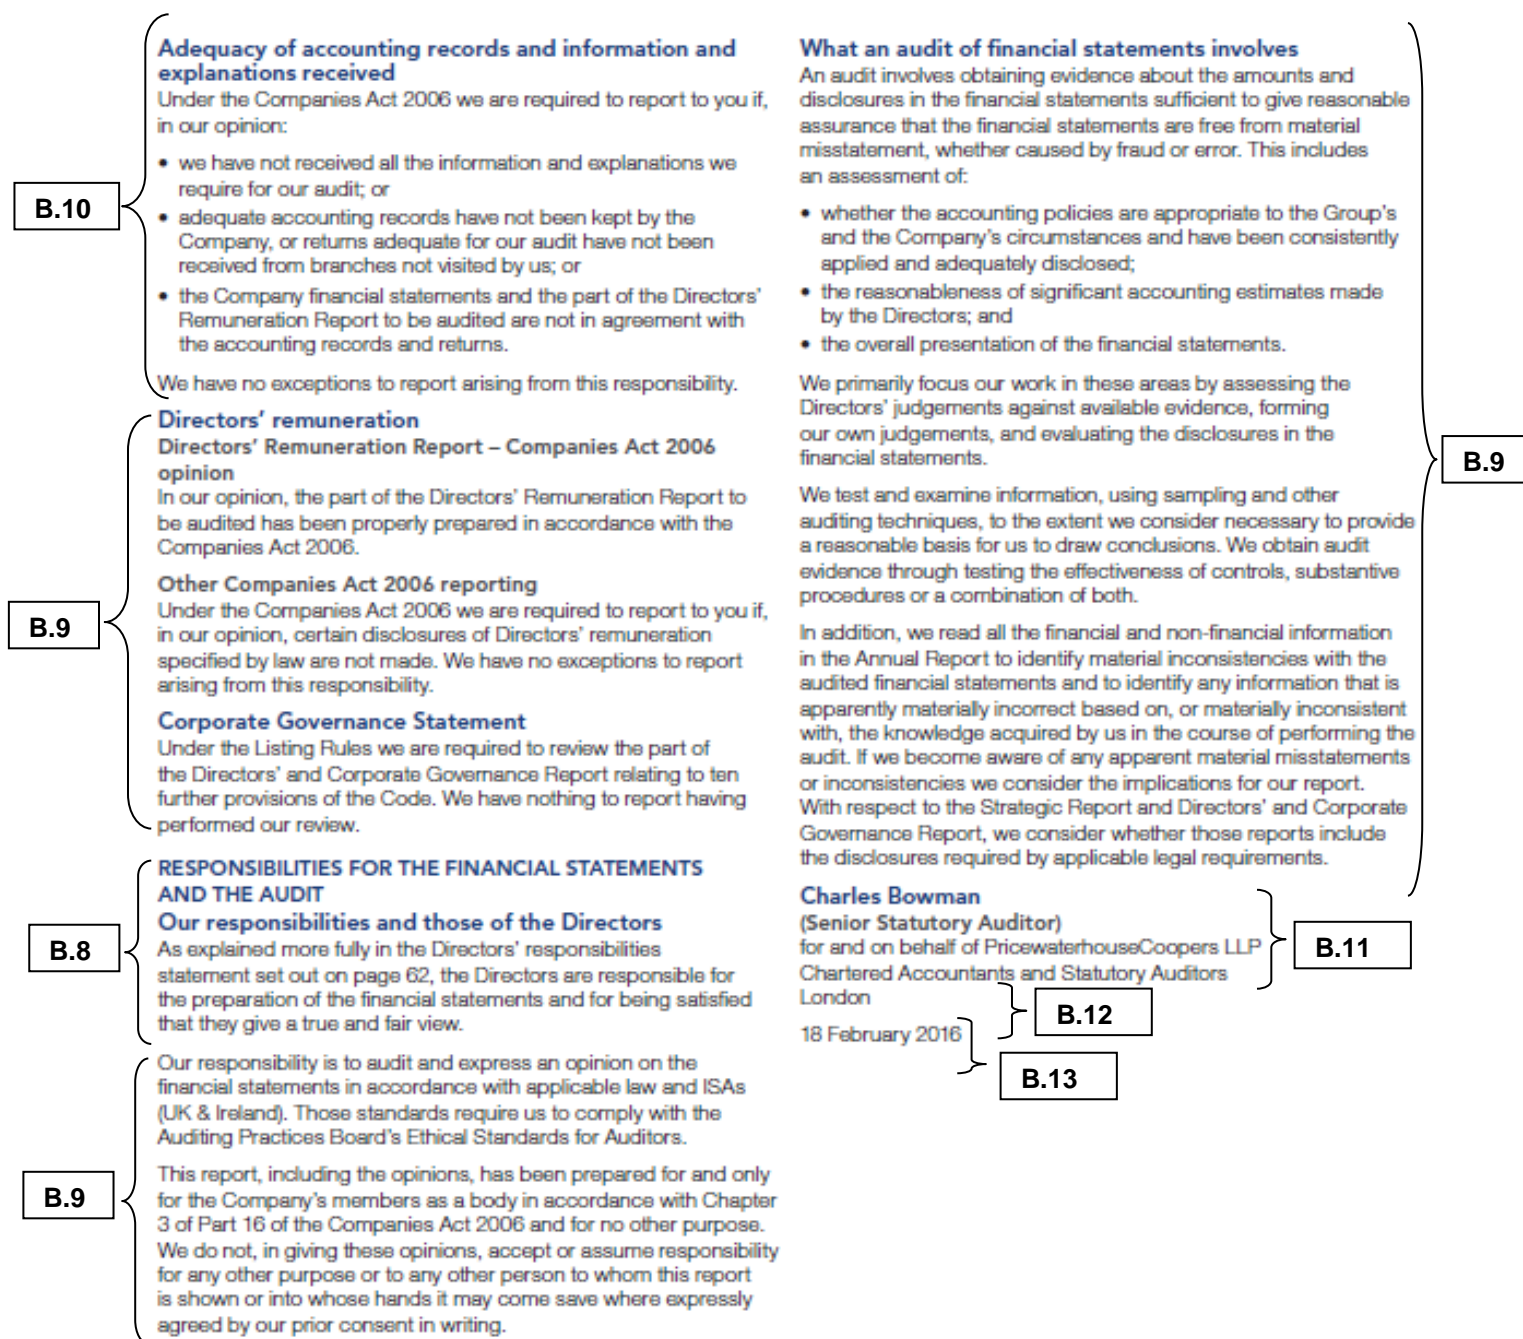 B.10
Adequacy of accounting records and information and
explanations received
Under the Companies Act 2006 we are required to report to you if,
in our opinion:
• we have not received all the information and explanations we
require for our audit; or
• adequate accounting records have not been kept by the
Company, or returns adequate for our audit have not been
received from branches not visited by us; or
• the Company financial statements and the part of the Directors’
Remuneration Report to be audited are not in agreement with
the accounting records and returns.
We have no exceptions to report arising from this responsibility.
B.9
Directors’ remuneration
Directors’ Remuneration Report – Companies Act 2006
opinion
In our opinion, the part of the Directors’ Remuneration Report to
be audited has been properly prepared in accordance with the
Companies Act 2006.
Other Companies Act 2006 reporting
Under the Companies Act 2006 we are required to report to you if,
in our opinion, certain disclosures of Directors’ remuneration
specified by law are not made. We have no exceptions to report
arising from this responsibility.
Corporate Governance Statement
Under the Listing Rules we are required to review the part of
the Directors’ and Corporate Governance Report relating to ten
further provisions of the Code. We have nothing to report having
performed our review.
B.8
RESPONSIBILITIES FOR THE FINANCIAL STATEMENTS
AND THE AUDIT
Our responsibilities and those of the Directors
As explained more fully in the Directors’ responsibilities
statement set out on page 62, the Directors are responsible for
the preparation of the financial statements and for being satisfied
that they give a true and fair view.
B.9
Our responsibility is to audit and express an opinion on the
financial statements in accordance with applicable law and ISAs
(UK & Ireland). Those standards require us to comply with the
Auditing Practices Board’s Ethical Standards for Auditors.
This report, including the opinions, has been prepared for and only
for the Company’s members as a body in accordance with Chapter
3 of Part 16 of the Companies Act 2006 and for no other purpose.
We do not, in giving these opinions, accept or assume responsibility
for any other purpose or to any other person to whom this report
is shown or into whose hands it may come save where expressly
agreed by our prior consent in writing.
What an audit of financial statements involves
An audit involves obtaining evidence about the amounts and
disclosures in the financial statements sufficient to give reasonable
assurance that the financial statements are free from material
misstatement, whether caused by fraud or error. This includes
an assessment of:
• whether the accounting policies are appropriate to the Group’s
and the Company’s circumstances and have been consistently
applied and adequately disclosed;
• the reasonableness of significant accounting estimates made
by the Directors; and
• the overall presentation of the financial statements.
We primarily focus our work in these areas by assessing the
Directors’ judgements against available evidence, forming
our own judgements, and evaluating the disclosures in the
financial statements.
We test and examine information, using sampling and other
auditing techniques, to the extent we consider necessary to provide
a reasonable basis for us to draw conclusions. We obtain audit
evidence through testing the effectiveness of controls, substantive
procedures or a combination of both.
In addition, we read all the financial and non-financial information
in the Annual Report to identify material inconsistencies with the
audited financial statements and to identify any information that is
apparently materially incorrect based on, or materially inconsistent
with, the knowledge acquired by us in the course of performing the
audit. If we become aware of any apparent material misstatements
or inconsistencies we consider the implications for our report.
With respect to the Strategic Report and Directors’ and Corporate
Governance Report, we consider whether those reports include
the disclosures required by applicable legal requirements.
B.9
Charles Bowman
(Senior Statutory Auditor)
for and on behalf of PricewaterhouseCoopers LLP
Chartered Accountants and Statutory Auditors
B.11
London
B.12
18 February 2016
B.13